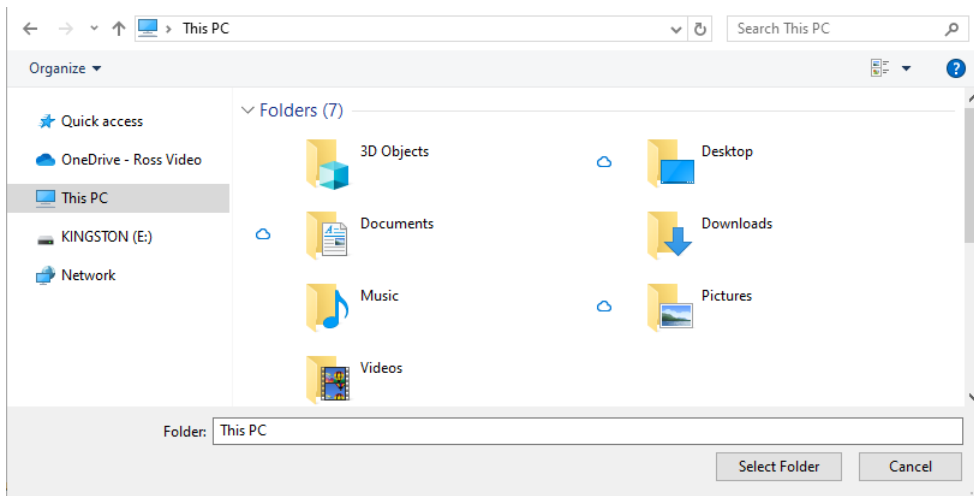 This PC
Search This PC
Organize
Quick access
OneDrive - Ross Video
This PC
KINGSTON (E:)
Network
Folders (7)
3D Objects
Desktop
Documents
Downloads
Music
Pictures
Videos
Folder: This PC
Select Folder
Cancel